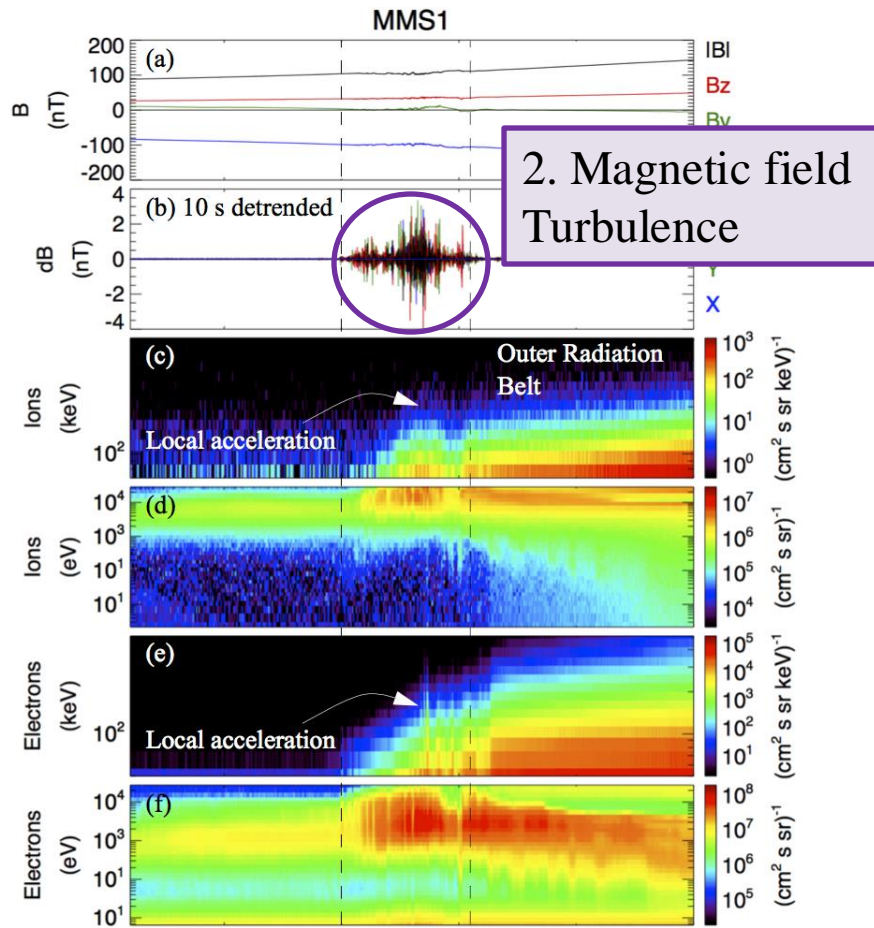 MMS1
200
100
0
-100
-200
B
(nT)
(a)
|B|
Bz
By
2. Magnetic field
Turbulence
4
2
0
-2
-4
dB
(nT)
(b) 10 s detrended
Y
X
(c)
Outer Radiation
Belt
Local acceleration
Ions
(keV)
10²
10³
10²
10¹
10⁰
(cm² s sr keV)⁻¹
(d)
Ions
(eV)
10⁴
10³
10²
10¹
10⁷
10⁶
10⁵
10⁴
(cm² s sr)⁻¹
(e)
Local acceleration
Electrons
(keV)
10²
10⁵
10⁴
10³
10²
10¹
(cm² s sr keV)⁻¹
(f)
Electrons
(eV)
10⁴
10³
10²
10¹
10⁸
10⁷
10⁶
10⁵
(cm² s sr)⁻¹